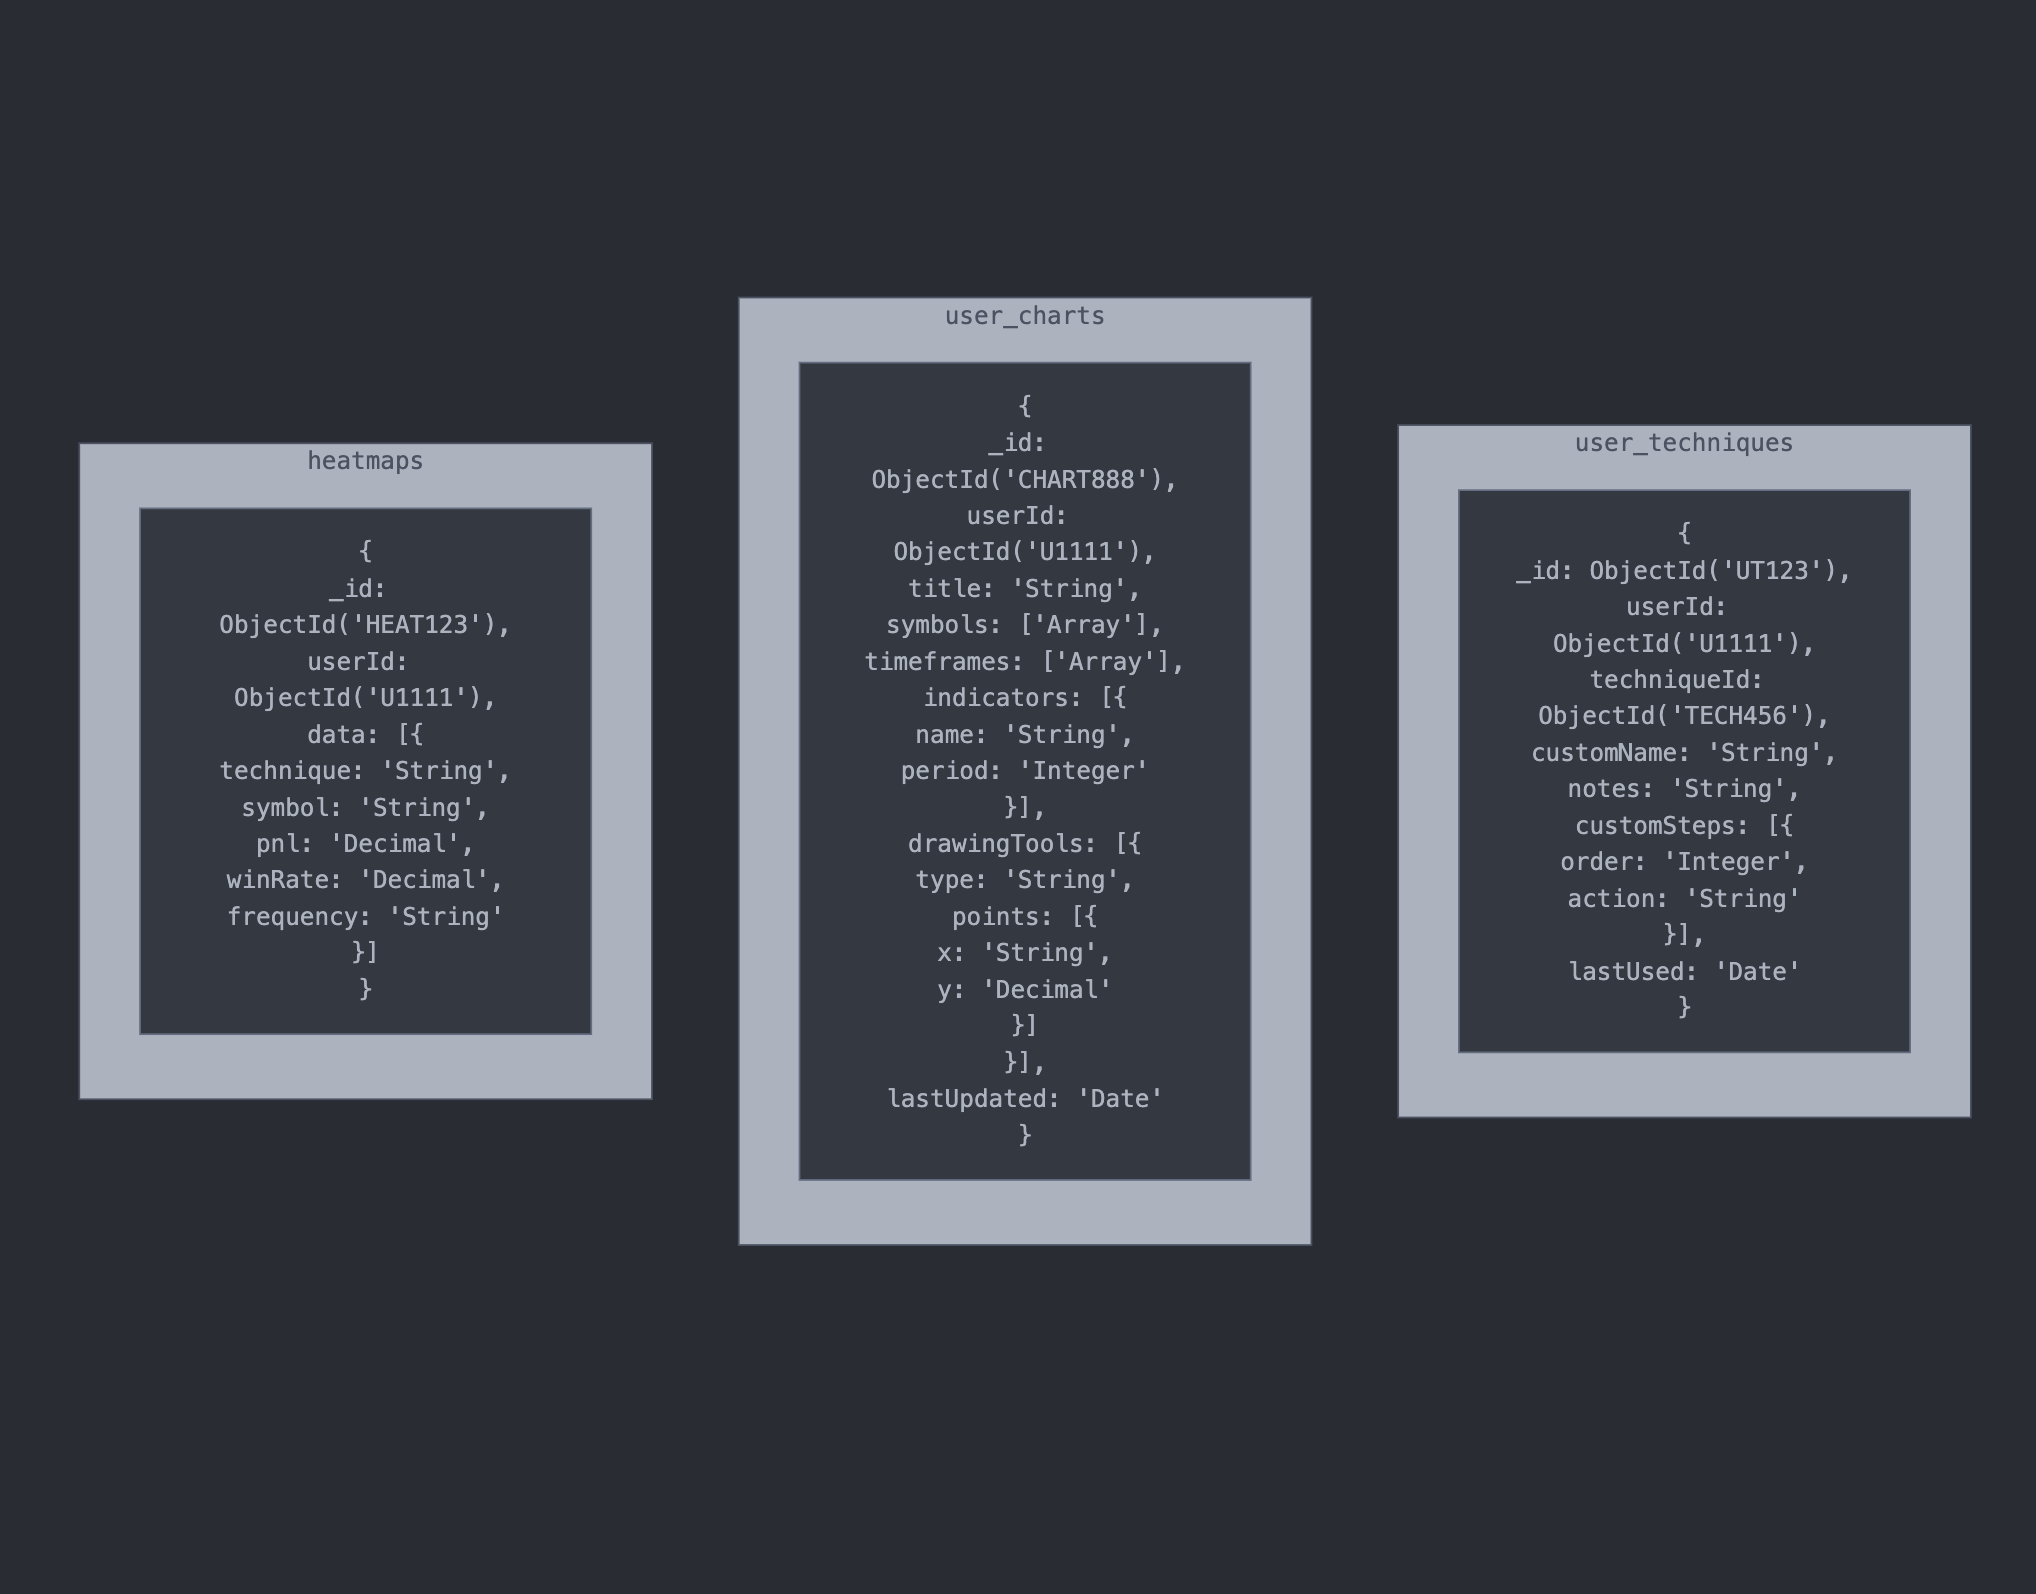 heatmaps
{
_id:
ObjectId('HEAT123'),
userId:
ObjectId('U1111'),
data: [{
technique: 'String',
symbol: 'String',
pnl: 'Decimal',
winRate: 'Decimal',
frequency: 'String'
}]
}
user_charts
{
_id:
ObjectId('CHART888'),
userId:
ObjectId('U1111'),
title: 'String',
symbols: ['Array'],
timeframes: ['Array'],
indicators: [{
name: 'String',
period: 'Integer'
}],
drawingTools: [{
type: 'String',
points: [{
x: 'String',
y: 'Decimal'
}]
}],
lastUpdated: 'Date'
}
user_techniques
{
_id: ObjectId('UT123'),
userId:
ObjectId('U1111'),
techniqueId:
ObjectId('TECH456'),
customName: 'String',
notes: 'String',
customSteps: [{
order: 'Integer',
action: 'String'
}],
lastUsed: 'Date'
}